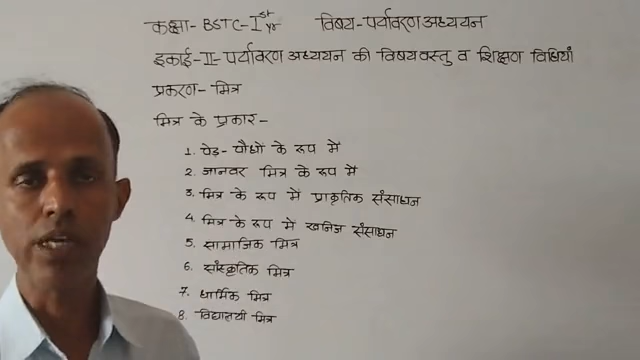 कक्षा- BSTC-Ist yr विषय-पर्यावरण अध्ययन
इकाई-II-पर्यावरण अध्ययन की विषयवस्तु व शिक्षण विधियाँ
प्रकरण- मित्र
मित्र के प्रकार-
1. पेड़- पौधों के रूप में
2. जानवर मित्र के रूप में
3. मित्र के रूप में प्राकृतिक संसाधन
4. मित्र के रूप में खनिज संसाधन
5. सामाजिक मित्र
6. सांस्कृतिक मित्र
7. धार्मिक मित्र
8. विद्यालयी मित्र